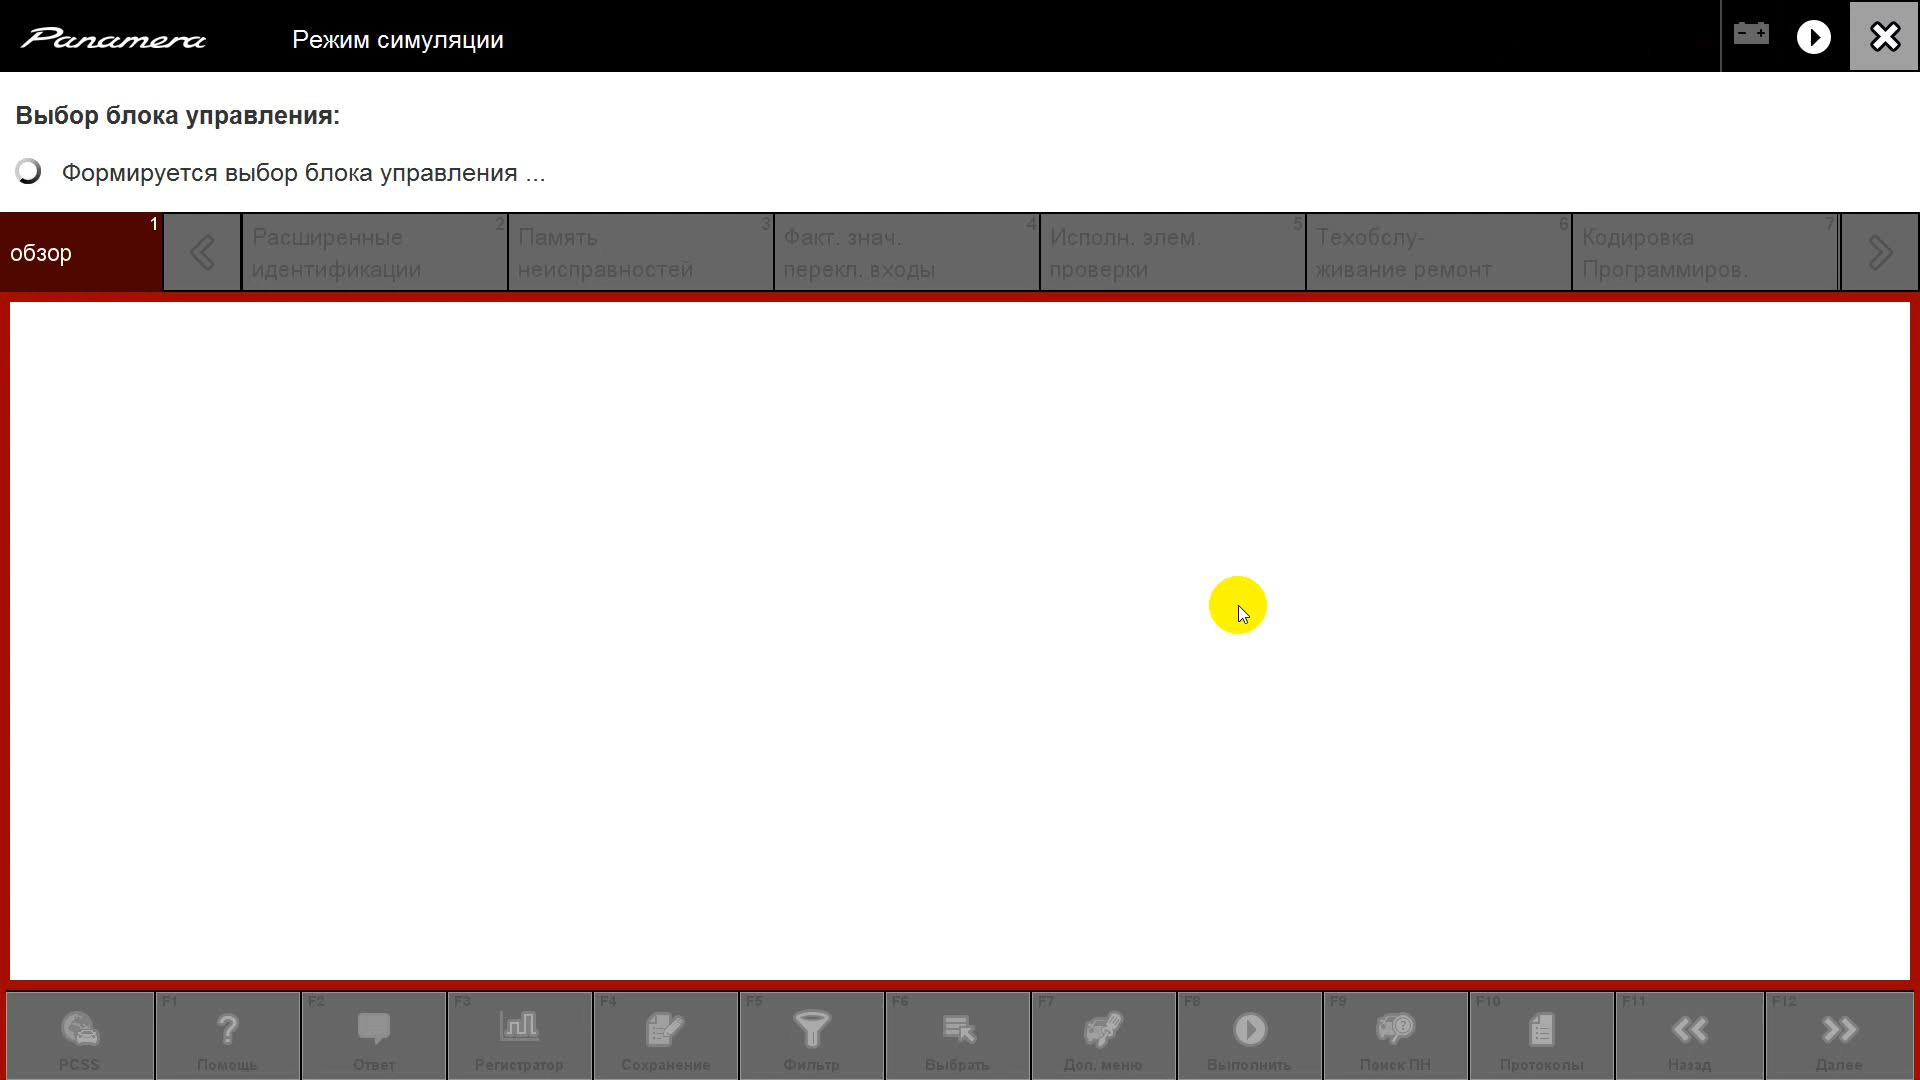 Panamera
Режим симуляции
Выбор блока управления:
Формируется выбор блока управления ...
обзор
1
Расширенные
идентификации
2
Память
неисправностей
3
Факт. знач.
перекл. входы
4
Исполн. элем.
проверки
5
Техобслу-
живание ремонт
6
Кодировка
Программиров.
7
PCSS
F1
Помощь
F2
Ответ
F3
Регистратор
F4
Сохранение
F5
Фильтр
F6
Выбрать
F7
Доп. меню
F8
Выполнить
F9
Поиск ПН
F10
Протоколы
F11
Назад
F12
Далее